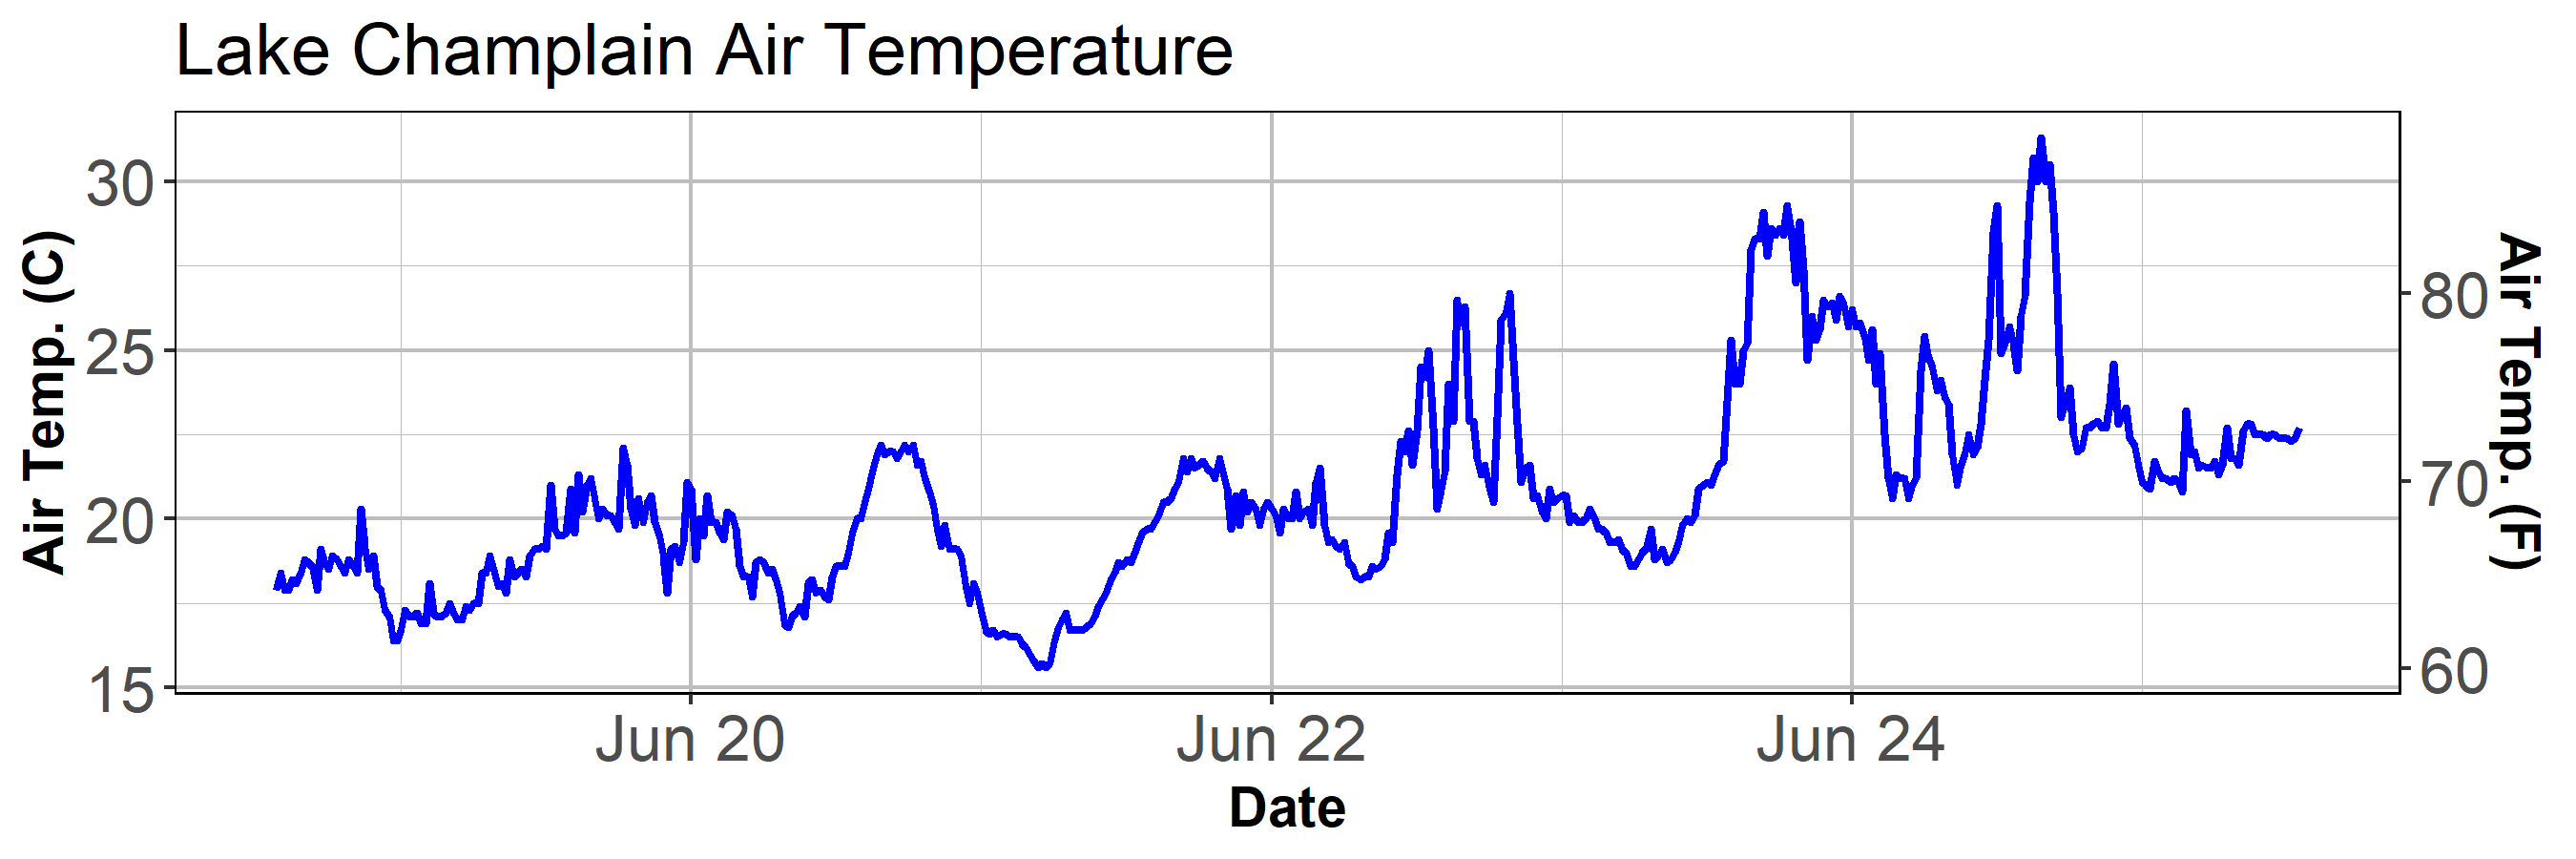 Lake Champlain Air Temperature
Air Temp. (C)
30
25
20
15
80
70
60
Air Temp. (F)
Jun 20
Jun 22
Jun 24
Date